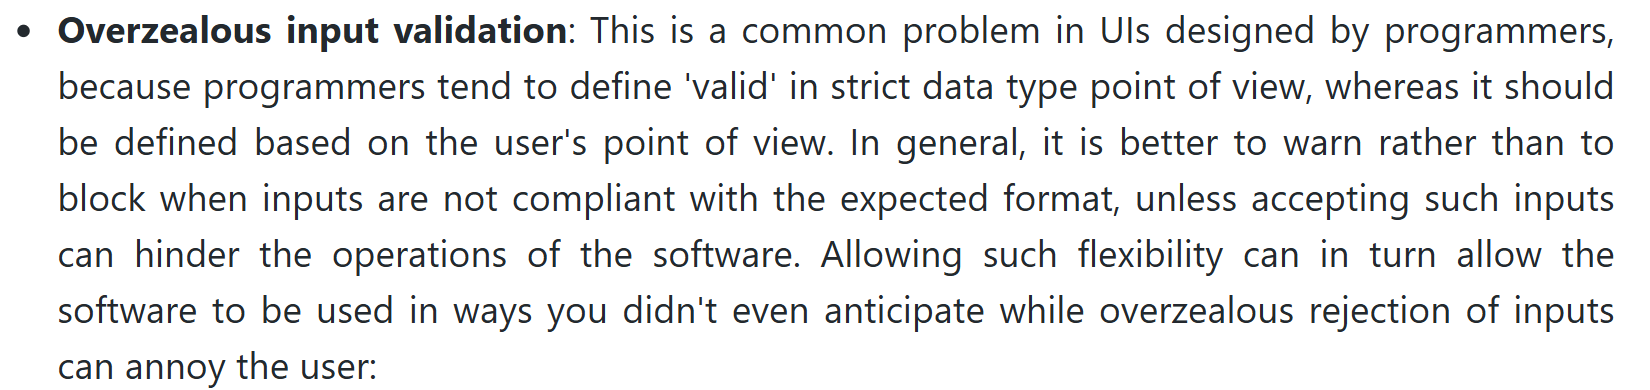 • Overzealous input validation: This is a common problem in UIs designed by programmers,
because programmers tend to define 'valid' in strict data type point of view, whereas it should
be defined based on the user's point of view. In general, it is better to warn rather than to
block when inputs are not compliant with the expected format, unless accepting such inputs
can hinder the operations of the software. Allowing such flexibility can in turn allow the
software to be used in ways you didn't even anticipate while overzealous rejection of inputs
can annoy the user: